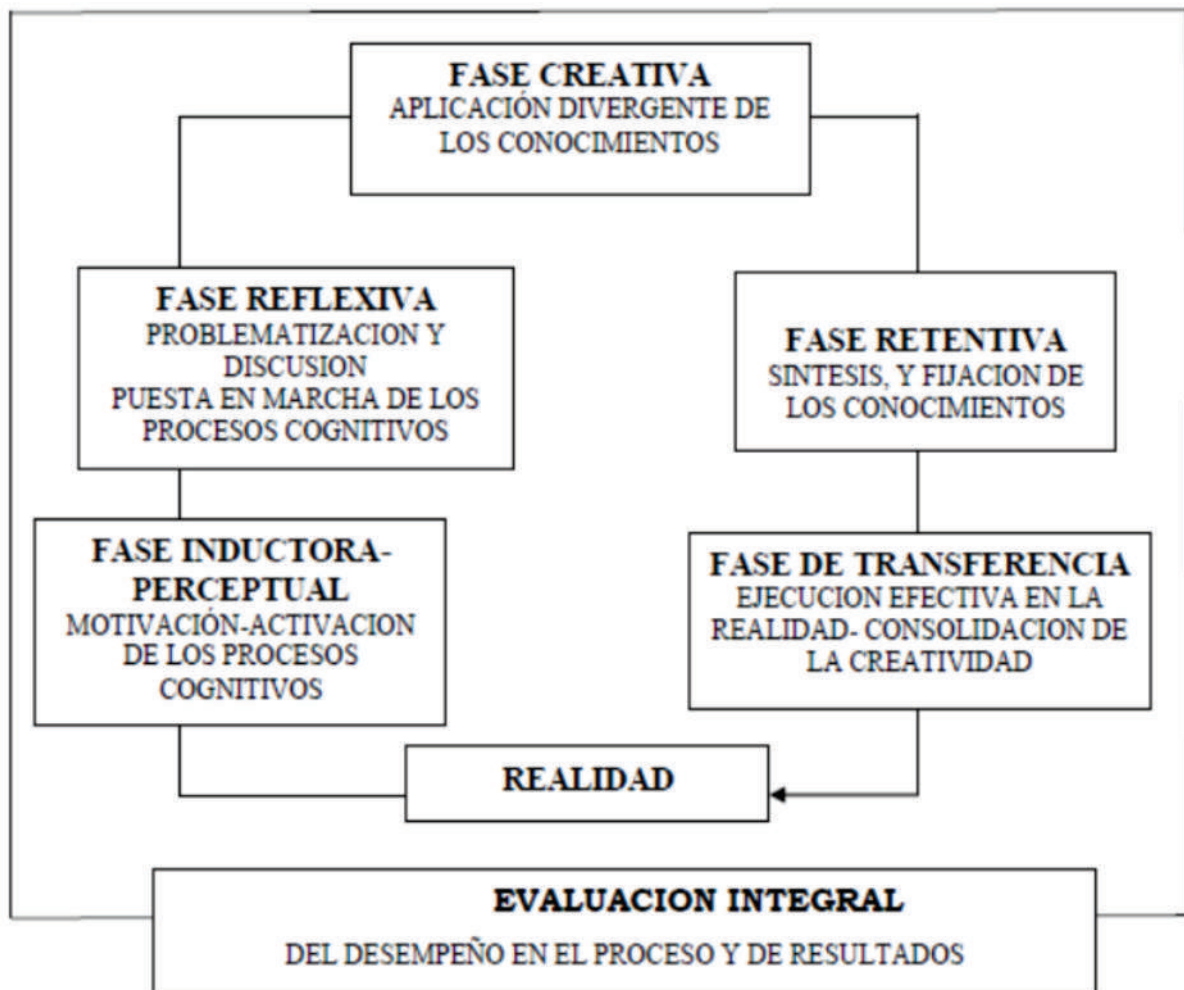 FASE CREATIVA
APLICACIÓN DIVERGENTE DE
LOS CONOCIMIENTOS
FASE REFLEXIVA
PROBLEMATIZACION Y
DISCUSION
PUESTA EN MARCHA DE LOS
PROCESOS COGNITIVOS
FASE RETENTIVA
SINTESIS, Y FIJACION DE
LOS CONOCIMIENTOS
FASE INDUCTORA-
PERCEPTUAL
MOTIVACIÓN-ACTIVACION
DE LOS PROCESOS
COGNITIVOS
FASE DE TRANSFERENCIA
EJECUCION EFECTIVA EN LA
REALIDAD- CONSOLIDACION DE
LA CREATIVIDAD
REALIDAD
EVALUACION INTEGRAL
DEL DESEMPEÑO EN EL PROCESO Y DE RESULTADOS